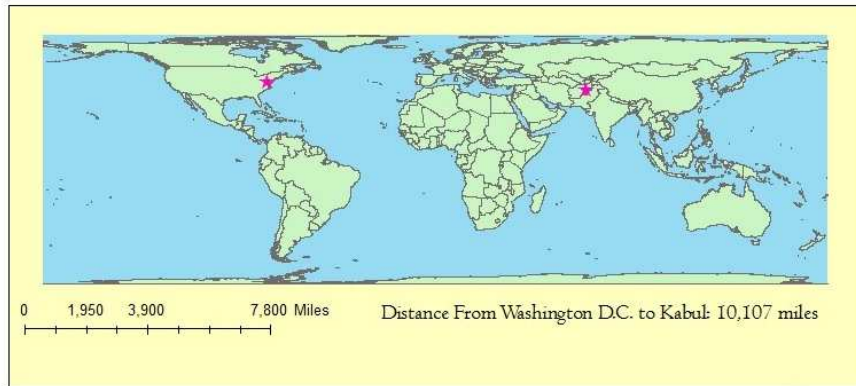 0 1,950 3,900 7,800 Miles
Distance From Washington D.C. to Kabul: 10,107 miles